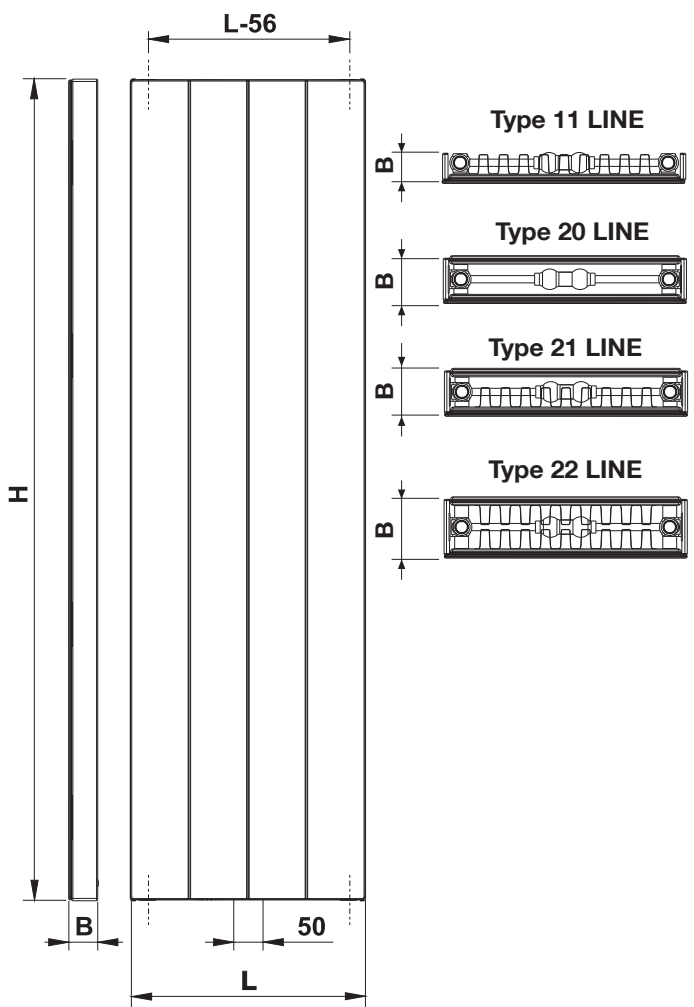 L-56
Type 11 LINE
B
Type 20 LINE
B
Type 21 LINE
B
Type 22 LINE
B
H
B
50
L